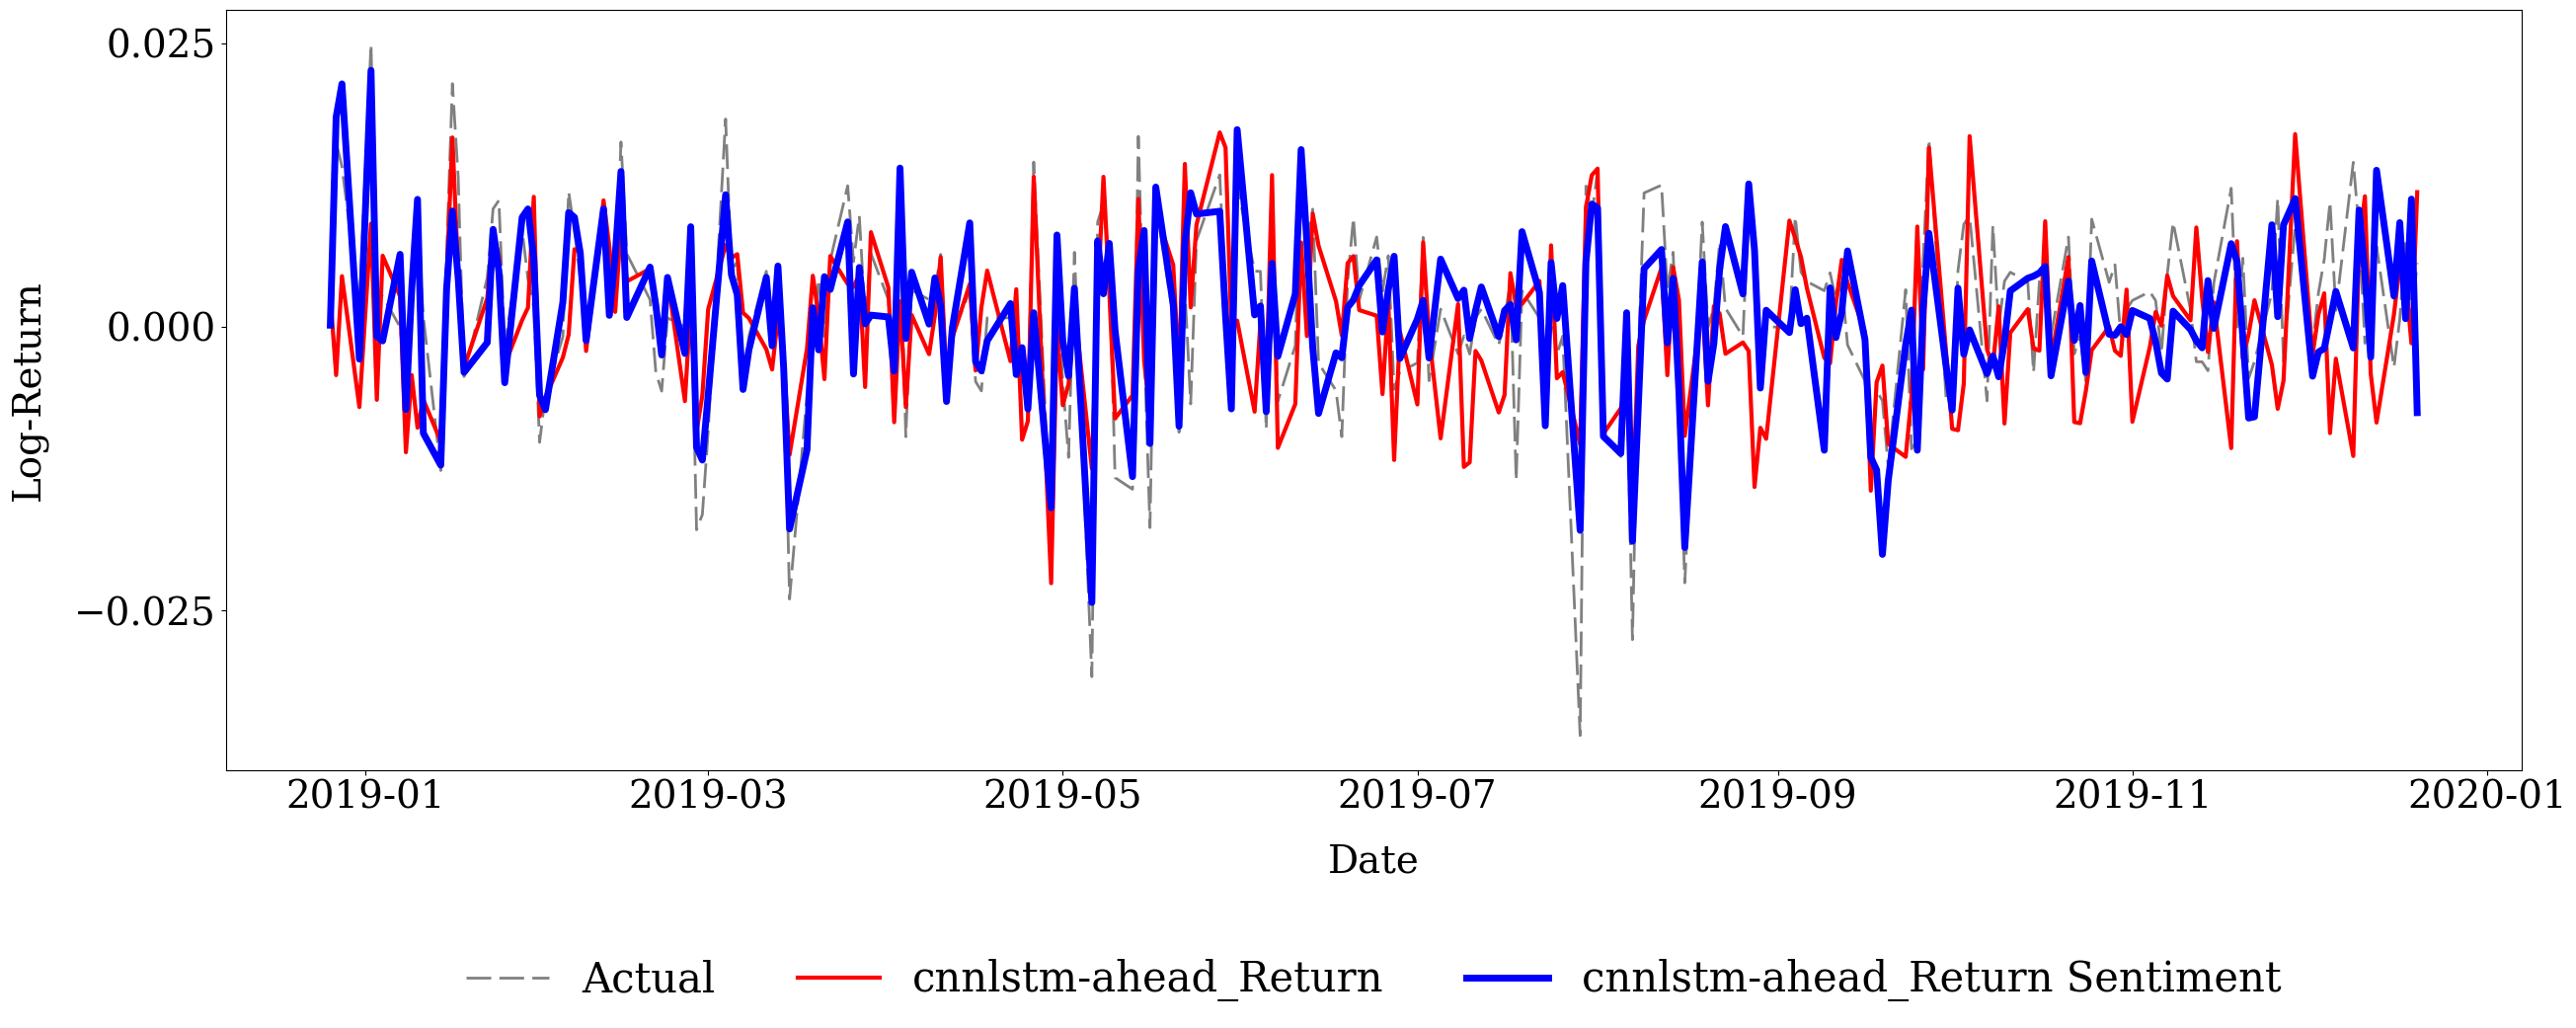 Log-Return
0.025
0.000
−0.025
2019-01 2019-03 2019-05 2019-07 2019-09 2019-11 2020-01
Date
Actual cnnlstm-ahead_Return cnnlstm-ahead_Return Sentiment